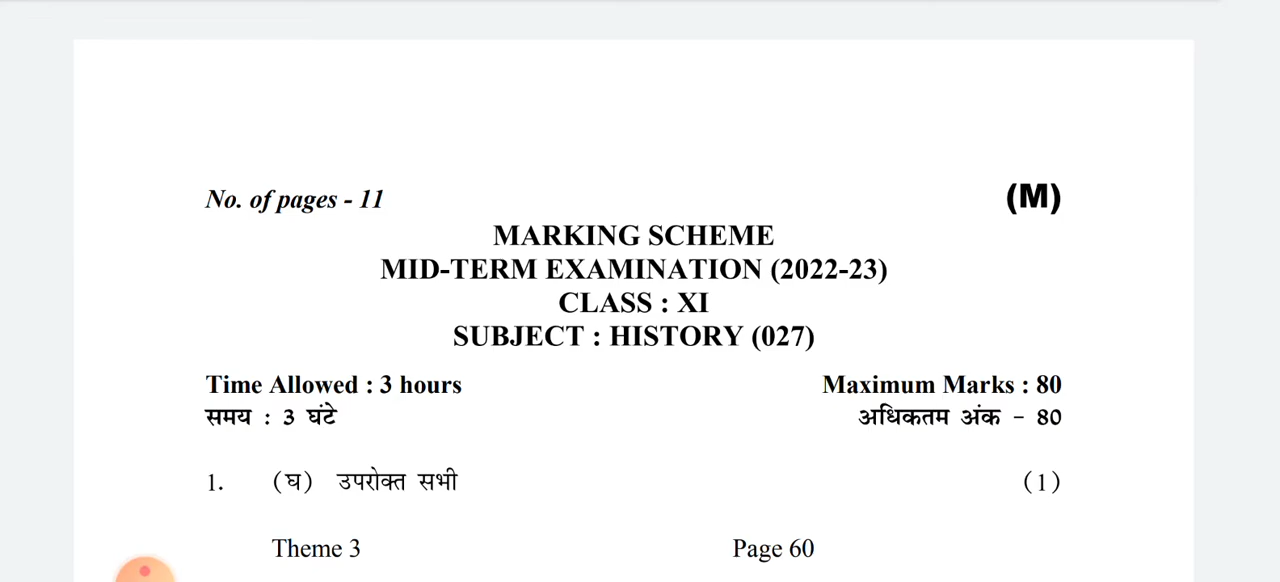 No. of pages - 11 (M)
MARKING SCHEME
MID-TERM EXAMINATION (2022-23)
CLASS : XI
SUBJECT : HISTORY (027)
Time Allowed : 3 hours Maximum Marks : 80
समय : 3 घंटे अधिकतम अंक - 80
1. (घ) उपरोक्त सभी (1)
Theme 3 Page 60